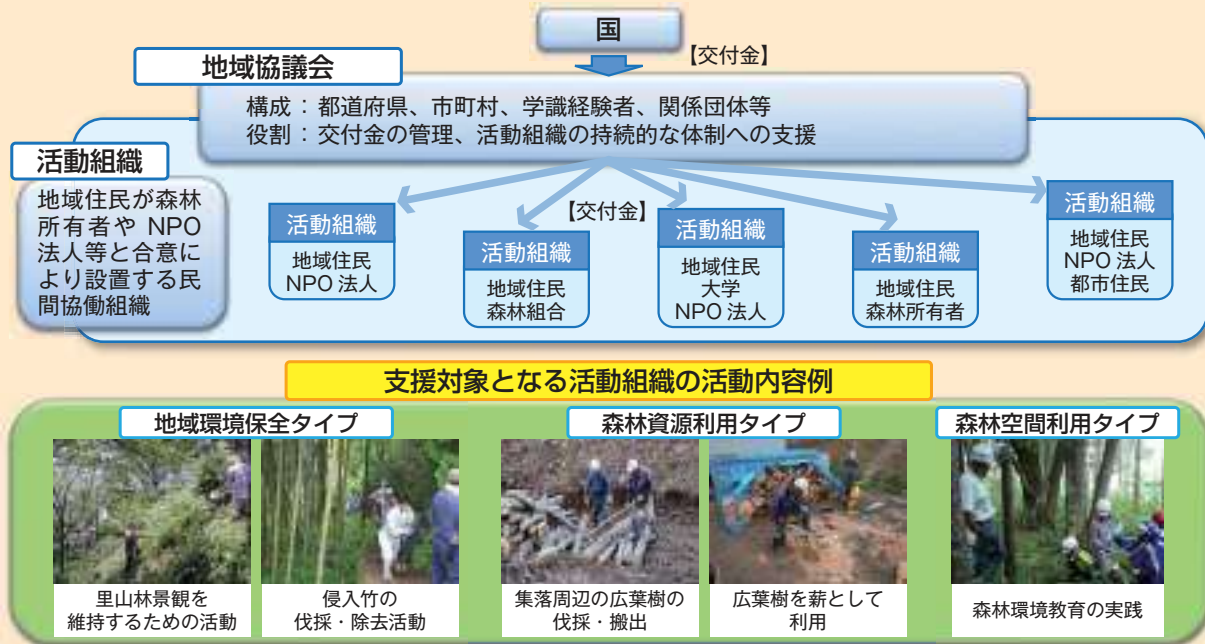 国
【交付金】
地域協議会
構成：都道府県、市町村、学識経験者、関係団体等
役割：交付金の管理、活動組織の持続的な体制への支援
活動組織
地域住民が森林
所有者や NPO
法人等と合意に
より設置する民
間協働組織
【交付金】
活動組織
地域住民
NPO 法人
活動組織
地域住民
森林組合
活動組織
地域住民
大学
NPO 法人
活動組織
地域住民
森林所有者
活動組織
地域住民
NPO 法人
都市住民
支援対象となる活動組織の活動内容例
地域環境保全タイプ
里山林景観を
維持するための活動
侵入竹の
伐採・除去活動
森林資源利用タイプ
集落周辺の広葉樹の
伐採・搬出
広葉樹を薪として
利用
森林空間利用タイプ
森林環境教育の実践